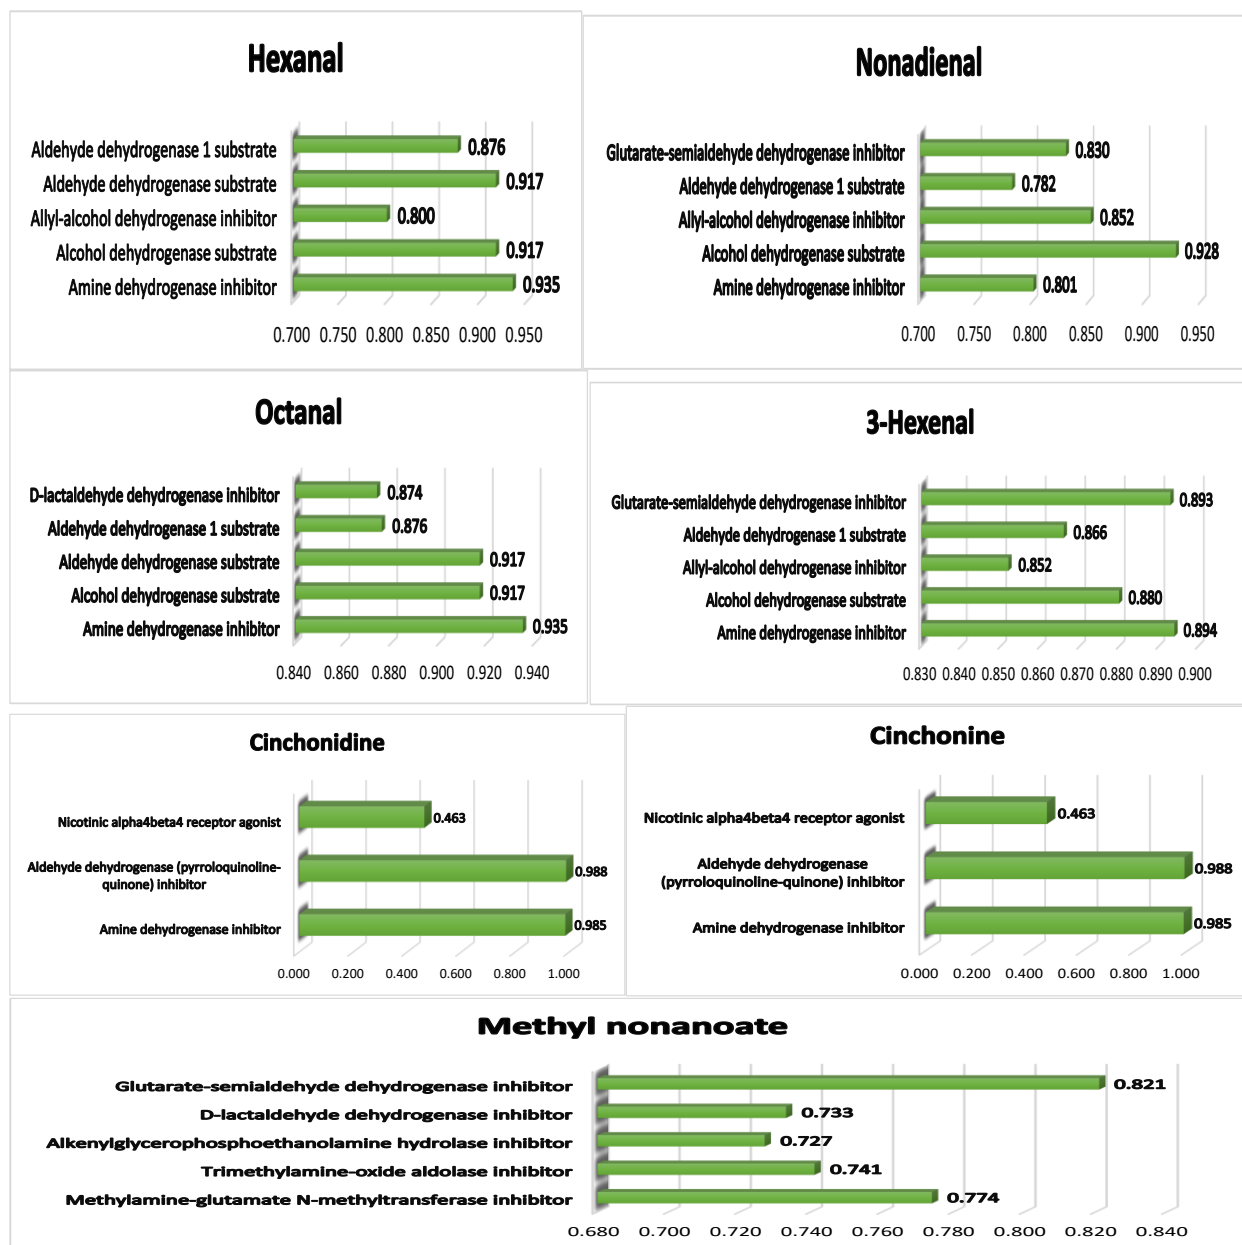 Hexanal
Aldehyde dehydrogenase 1 substrate 0.876
Aldehyde dehydrogenase substrate 0.917
Allyl-alcohol dehydrogenase inhibitor 0.800
Alcohol dehydrogenase substrate 0.917
Amine dehydrogenase inhibitor 0.935
0.700 0.750 0.800 0.850 0.900 0.950
Nonadienal
Glutarate-semialdehyde dehydrogenase inhibitor 0.830
Aldehyde dehydrogenase 1 substrate 0.782
Allyl-alcohol dehydrogenase inhibitor 0.852
Alcohol dehydrogenase substrate 0.928
Amine dehydrogenase inhibitor 0.801
0.700 0.750 0.800 0.850 0.900 0.950
Octanal
D-lactaldehyde dehydrogenase inhibitor 0.874
Aldehyde dehydrogenase 1 substrate 0.876
Aldehyde dehydrogenase substrate 0.917
Alcohol dehydrogenase substrate 0.917
Amine dehydrogenase inhibitor 0.935
0.840 0.860 0.880 0.900 0.920 0.940
3-Hexenal
Glutarate-semialdehyde dehydrogenase inhibitor 0.893
Aldehyde dehydrogenase 1 substrate 0.866
Allyl-alcohol dehydrogenase inhibitor 0.852
Alcohol dehydrogenase substrate 0.880
Amine dehydrogenase inhibitor 0.894
0.830 0.840 0.850 0.860 0.870 0.880 0.890 0.900
Cinchonidine
Nicotinic alpha4beta4 receptor agonist 0.463
Aldehyde dehydrogenase (pyrroloquinoline-
quinone) inhibitor 0.988
Amine dehydrogenase inhibitor 0.985
0.000 0.200 0.400 0.600 0.800 1.000
Cinchonine
Nicotinic alpha4beta4 receptor agonist 0.463
Aldehyde dehydrogenase
(pyrroloquinoline-quinone) inhibitor 0.988
Amine dehydrogenase inhibitor 0.985
0.000 0.200 0.400 0.600 0.800 1.000
Methyl nonanoate
Glutarate-semialdehyde dehydrogenase inhibitor 0.821
D-lactaldehyde dehydrogenase inhibitor 0.733
Alkenylglycerophosphoethanolamine hydrolase inhibitor 0.727
Trimethylamine-oxide aldolase inhibitor 0.741
Methylamine-glutamate N-methyltransferase inhibitor 0.774
0.680 0.700 0.720 0.740 0.760 0.780 0.800 0.820 0.840